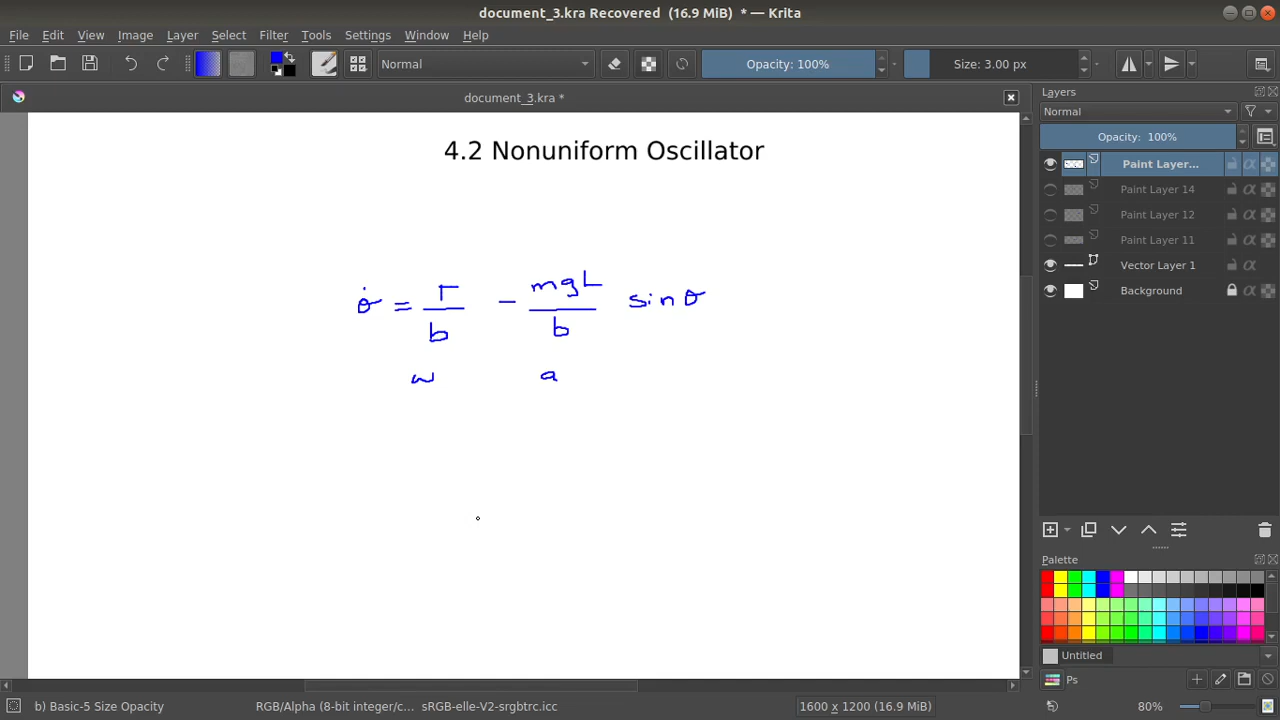 document_3.kra Recovered (16.9 MiB) * — Krita
File Edit View Image Layer Select Filter Tools Settings Window Help
Normal Opacity: 100% Size: 3.00 px
document_3.kra *
4.2 Nonuniform Oscillator
θ̇ = Γ/b - mgL/b sin θ
ω a
Layers
Normal
Opacity: 100%
Paint Layer...
Paint Layer 14
Paint Layer 12
Paint Layer 11
Vector Layer 1
Background
Palette
Untitled
Ps
b) Basic-5 Size Opacity RGB/Alpha (8-bit integer/c... sRGB-elle-V2-srgbtrc.icc 1600 x 1200 (16.9 MiB) 80%